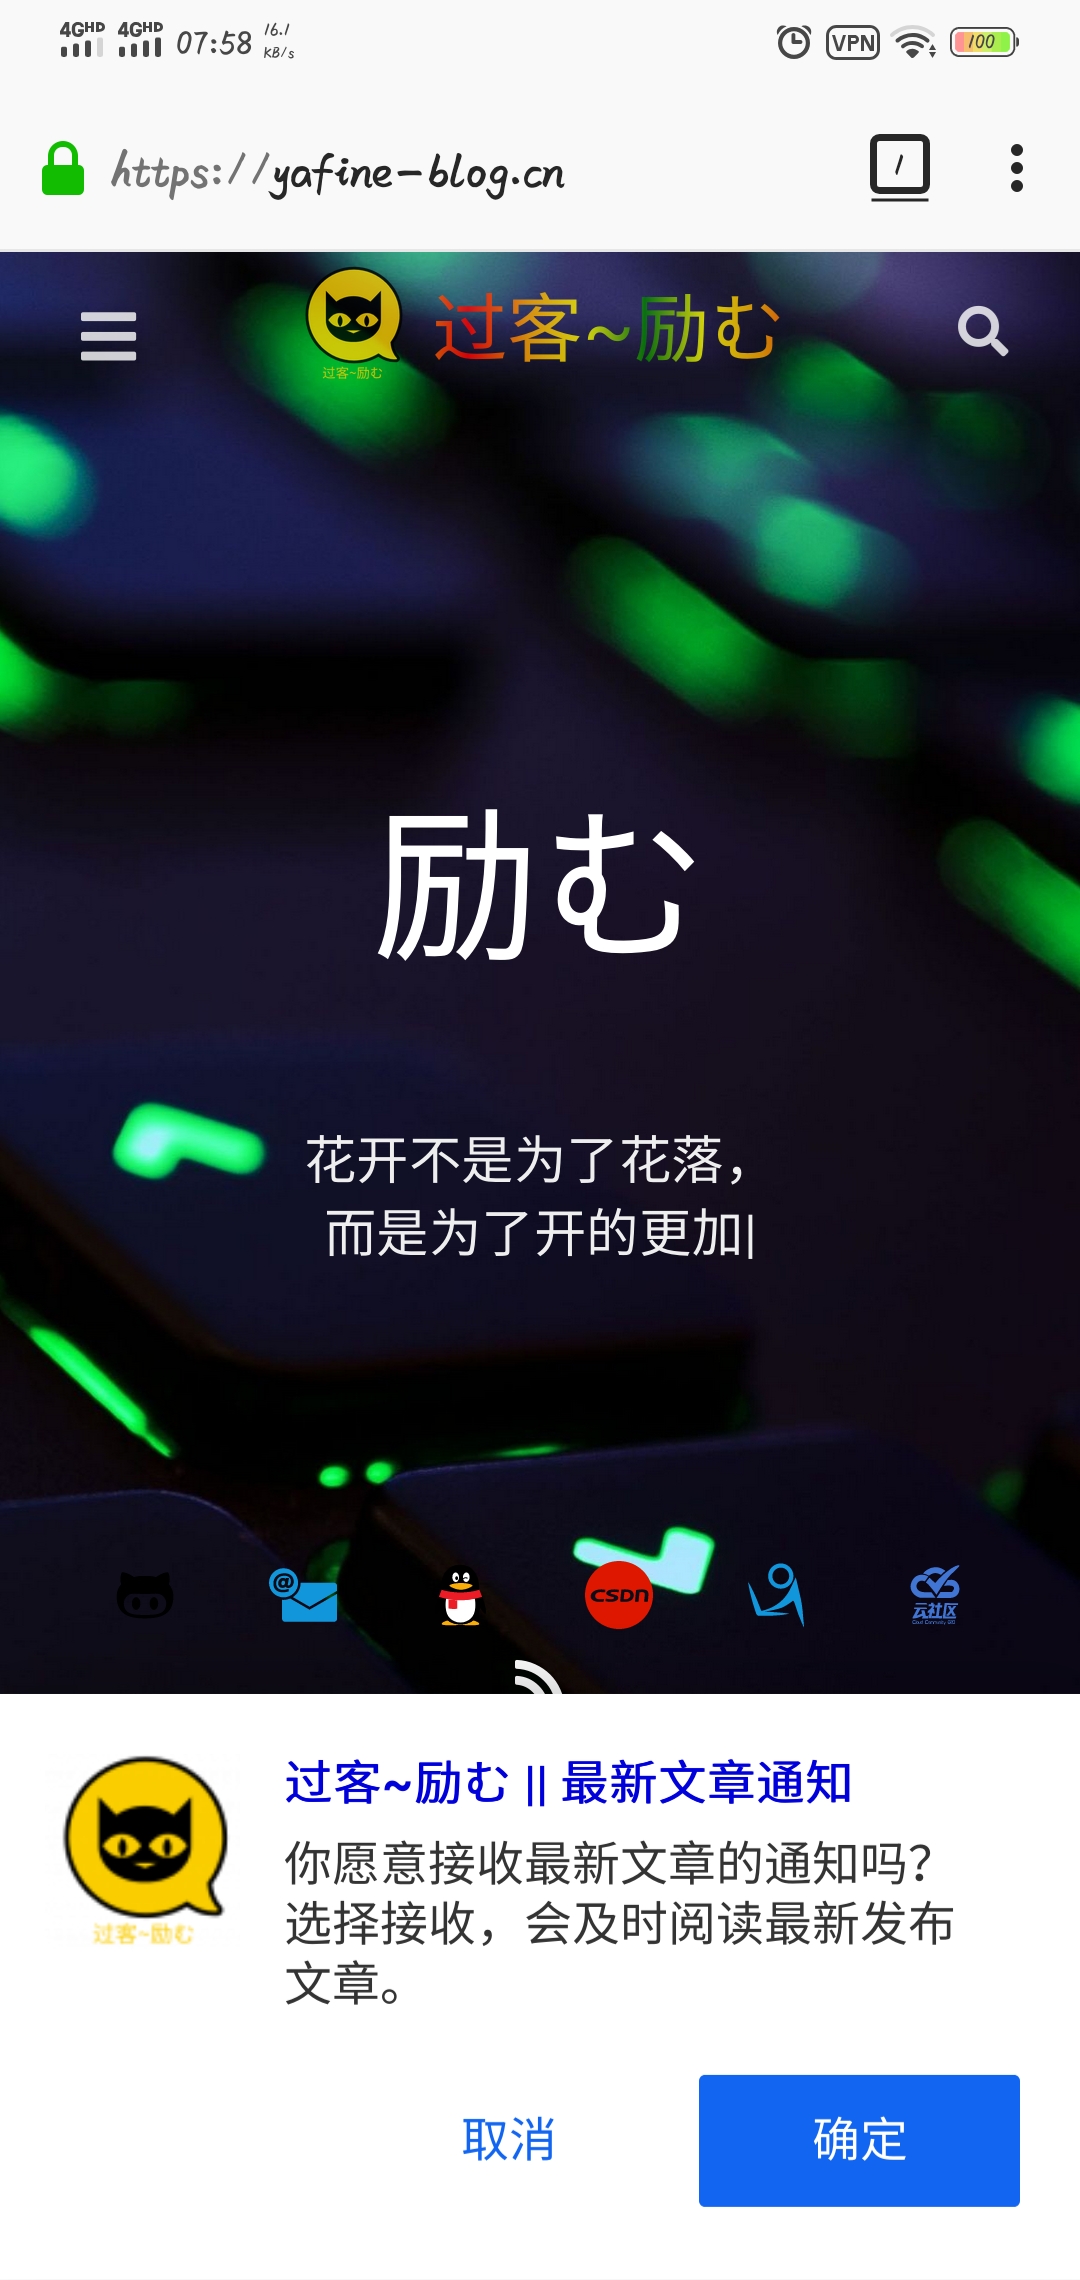 4GHD 4GHD 07:58 16.1 KB/s VPN 100
https://yafine-blog.cn 1
过客~励む
过客~励む
励む
花开不是为了花落，
而是为了开的更加|
@ CSDN 云社区
过客~励む || 最新文章通知
你愿意接收最新文章的通知吗？
选择接收，会及时阅读最新发布
文章。
过客~励む
取消 确定